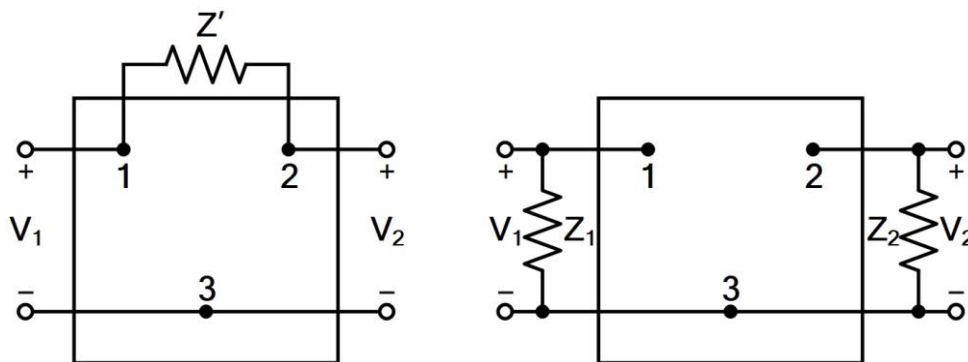 Z′
+ 1 2 +
V₁ V₂
− 3 −
+ 1 2 +
V₁ Z₁ Z₂ V₂
− 3 −